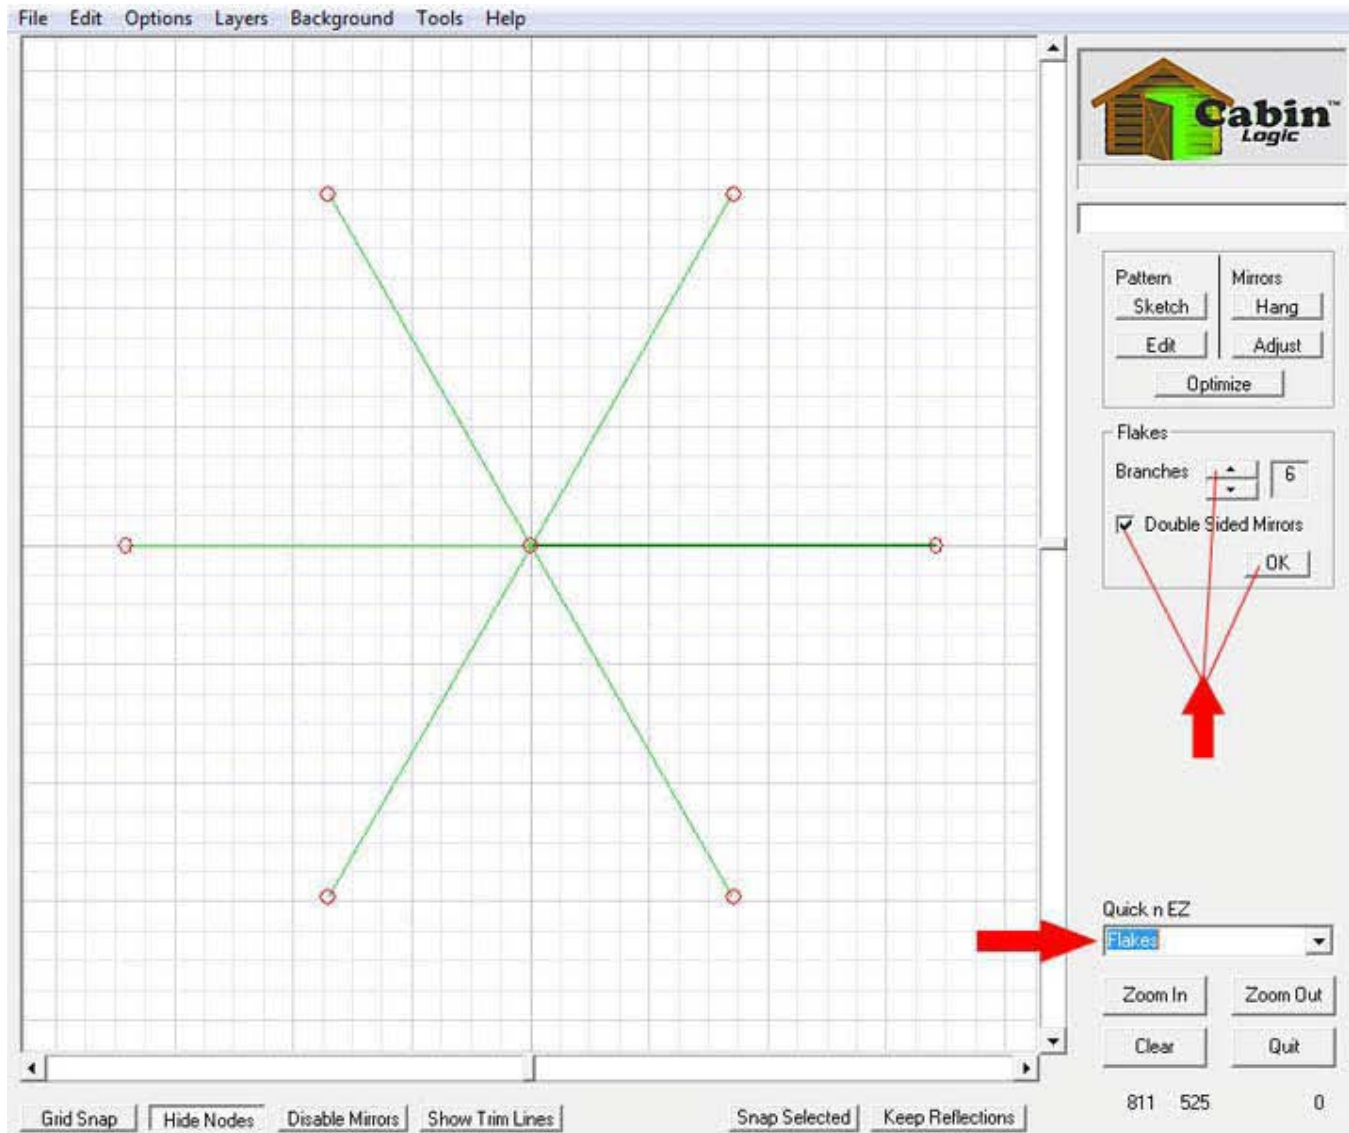 File Edit Options Layers Background Tools Help
Cabin™
Logic
Pattern Mirrors
Sketch Hang
Edit Adjust
Optimize
Flakes
Branches 6
Double Sided Mirrors
OK
Quick n EZ
Flakes
Zoom In Zoom Out
Clear Quit
811 525 0
Grid Snap Hide Nodes Disable Mirrors Show Trim Lines Snap Selected Keep Reflections